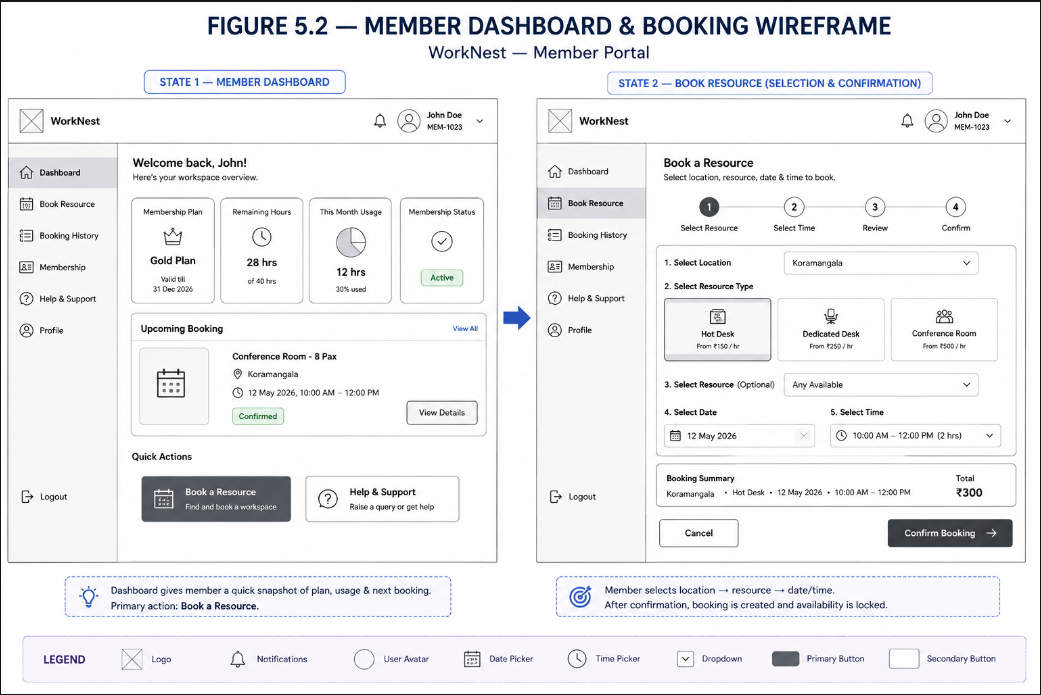 FIGURE 5.2 — MEMBER DASHBOARD & BOOKING WIREFRAME
WorkNest — Member Portal
STATE 1 — MEMBER DASHBOARD
WorkNest
John Doe
MEM-1023
Dashboard
Book Resource
Booking History
Membership
Help & Support
Profile
Logout
Welcome back, John!
Here's your workspace overview.
Membership Plan
Gold Plan
Valid till
31 Dec 2026
Remaining Hours
28 hrs
of 40 hrs
This Month Usage
12 hrs
30% used
Membership Status
Active
Upcoming Booking
View All
Conference Room - 8 Pax
Koramangala
12 May 2026, 10:00 AM – 12:00 PM
Confirmed
View Details
Quick Actions
Book a Resource
Find and book a workspace
Help & Support
Raise a query or get help
Dashboard gives member a quick snapshot of plan, usage & next booking.
Primary action: Book a Resource.
STATE 2 — BOOK RESOURCE (SELECTION & CONFIRMATION)
WorkNest
John Doe
MEM-1023
Dashboard
Book Resource
Booking History
Membership
Help & Support
Profile
Logout
Book a Resource
Select location, resource, date & time to book.
1
2
3
4
Select Resource
Select Time
Review
Confirm
1. Select Location
Koramangala
2. Select Resource Type
Hot Desk
From ₹150 / hr
Dedicated Desk
From ₹250 / hr
Conference Room
From ₹500 / hr
3. Select Resource (Optional)
Any Available
4. Select Date
12 May 2026
5. Select Time
10:00 AM – 12:00 PM (2 hrs)
Booking Summary
Koramangala • Hot Desk • 12 May 2026 • 10:00 AM – 12:00 PM
Total
₹300
Cancel
Confirm Booking →
Member selects location → resource → date/time.
After confirmation, booking is created and availability is locked.
LEGEND
Logo
Notifications
User Avatar
Date Picker
Time Picker
Dropdown
Primary Button
Secondary Button